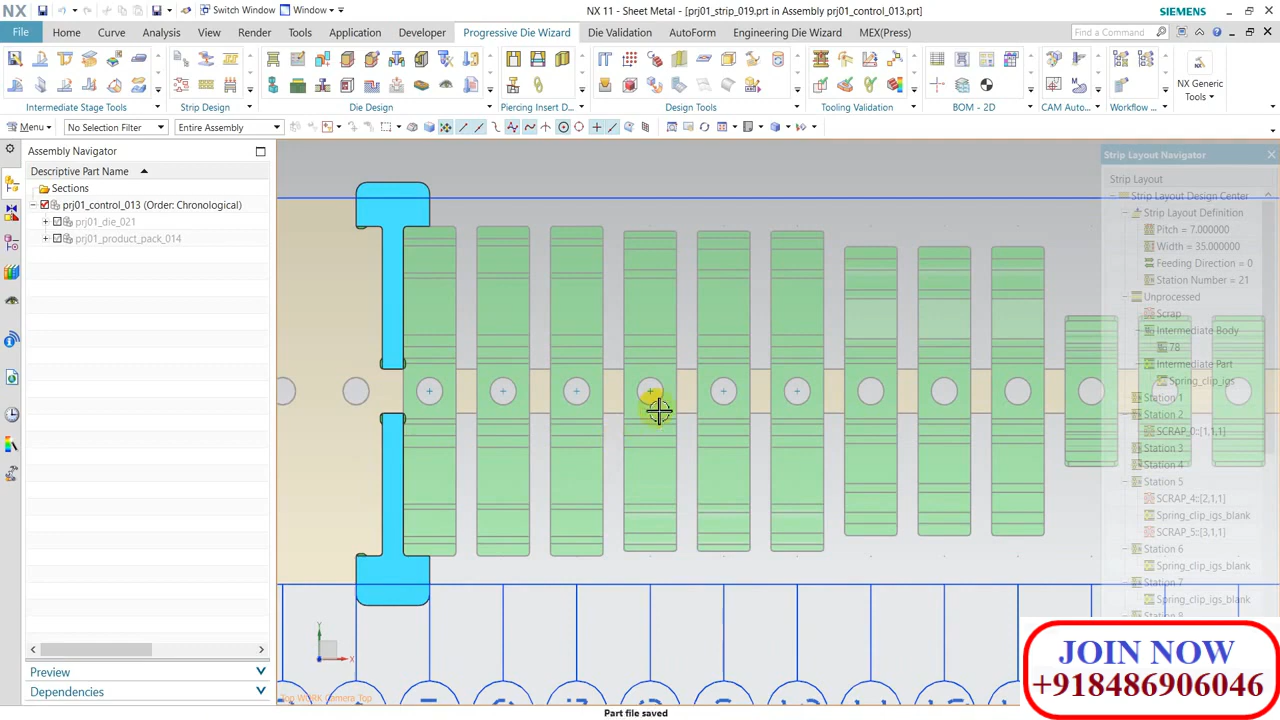 NX
Switch Window
Window
NX 11 - Sheet Metal - [prj01_strip_019.prt in Assembly prj01_control_013.prt]
SIEMENS
File
Home
Curve
Analysis
View
Render
Tools
Application
Developer
Progressive Die Wizard
Die Validation
AutoForm
Engineering Die Wizard
MEX(Press)
Find a Command
Intermediate Stage Tools
Strip Design
Die Design
Piercing Insert D...
Design Tools
Tooling Validation
BOM - 2D
CAM Auto...
Workflow ...
NX Generic
Tools
Menu
No Selection Filter
Entire Assembly
Assembly Navigator
Descriptive Part Name
Sections
prj01_control_013 (Order: Chronological)
prj01_die_021
prj01_product_pack_014
Preview
Dependencies
Strip Layout Navigator
Strip Layout
Strip Layout Design Center
Strip Layout Definition
Pitch = 7.000000
Width = 35.000000
Feeding Direction = 0
Station Number = 21
Unprocessed
Scrap
Intermediate Body
78
Intermediate Part
Spring_clip_igs
Station 1
Station 2
SCRAP_0::[1,1,1]
Station 3
Station 4
Station 5
SCRAP_4::[2,1,1]
Spring_clip_igs_blank
SCRAP_5::[3,1,1]
Station 6
Spring_clip_igs_blank
Station 7
Spring_clip_igs_blank
Station 8
Y
X
Top WORK Camera Top
JOIN NOW
+918486906046
Part file saved